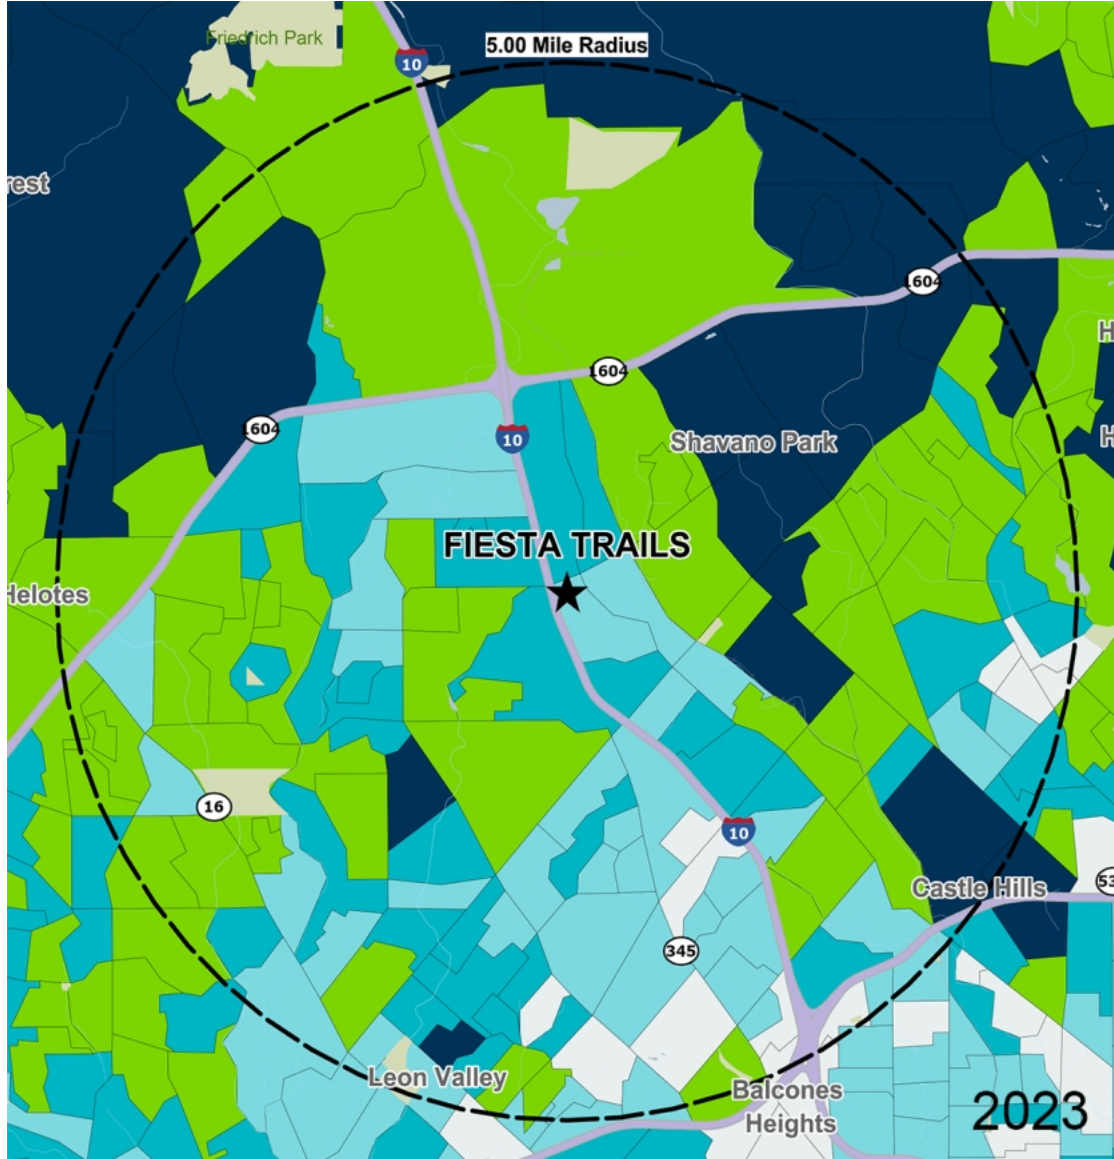 Friedrich Park
5.00 Mile Radius
10
rest
1604
H
1604
1604
10
Shavano Park
H
FIESTA TRAILS
Helotes
16
10
Castle Hills
53
345
Leon Valley
Balcones
Heights
2023